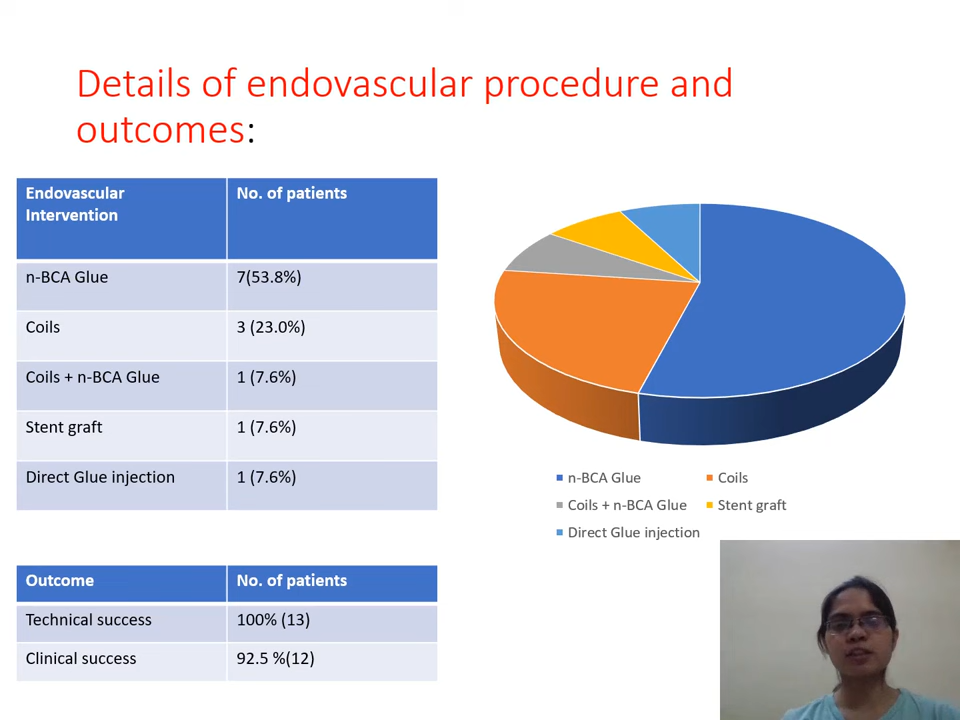 Details of endovascular procedure and
outcomes:
Endovascular
Intervention
No. of patients
n-BCA Glue
7(53.8%)
Coils
3 (23.0%)
Coils + n-BCA Glue
1 (7.6%)
Stent graft
1 (7.6%)
Direct Glue injection
1 (7.6%)
n-BCA Glue
Coils
Coils + n-BCA Glue
Stent graft
Direct Glue injection
Outcome
No. of patients
Technical success
100% (13)
Clinical success
92.5 %(12)